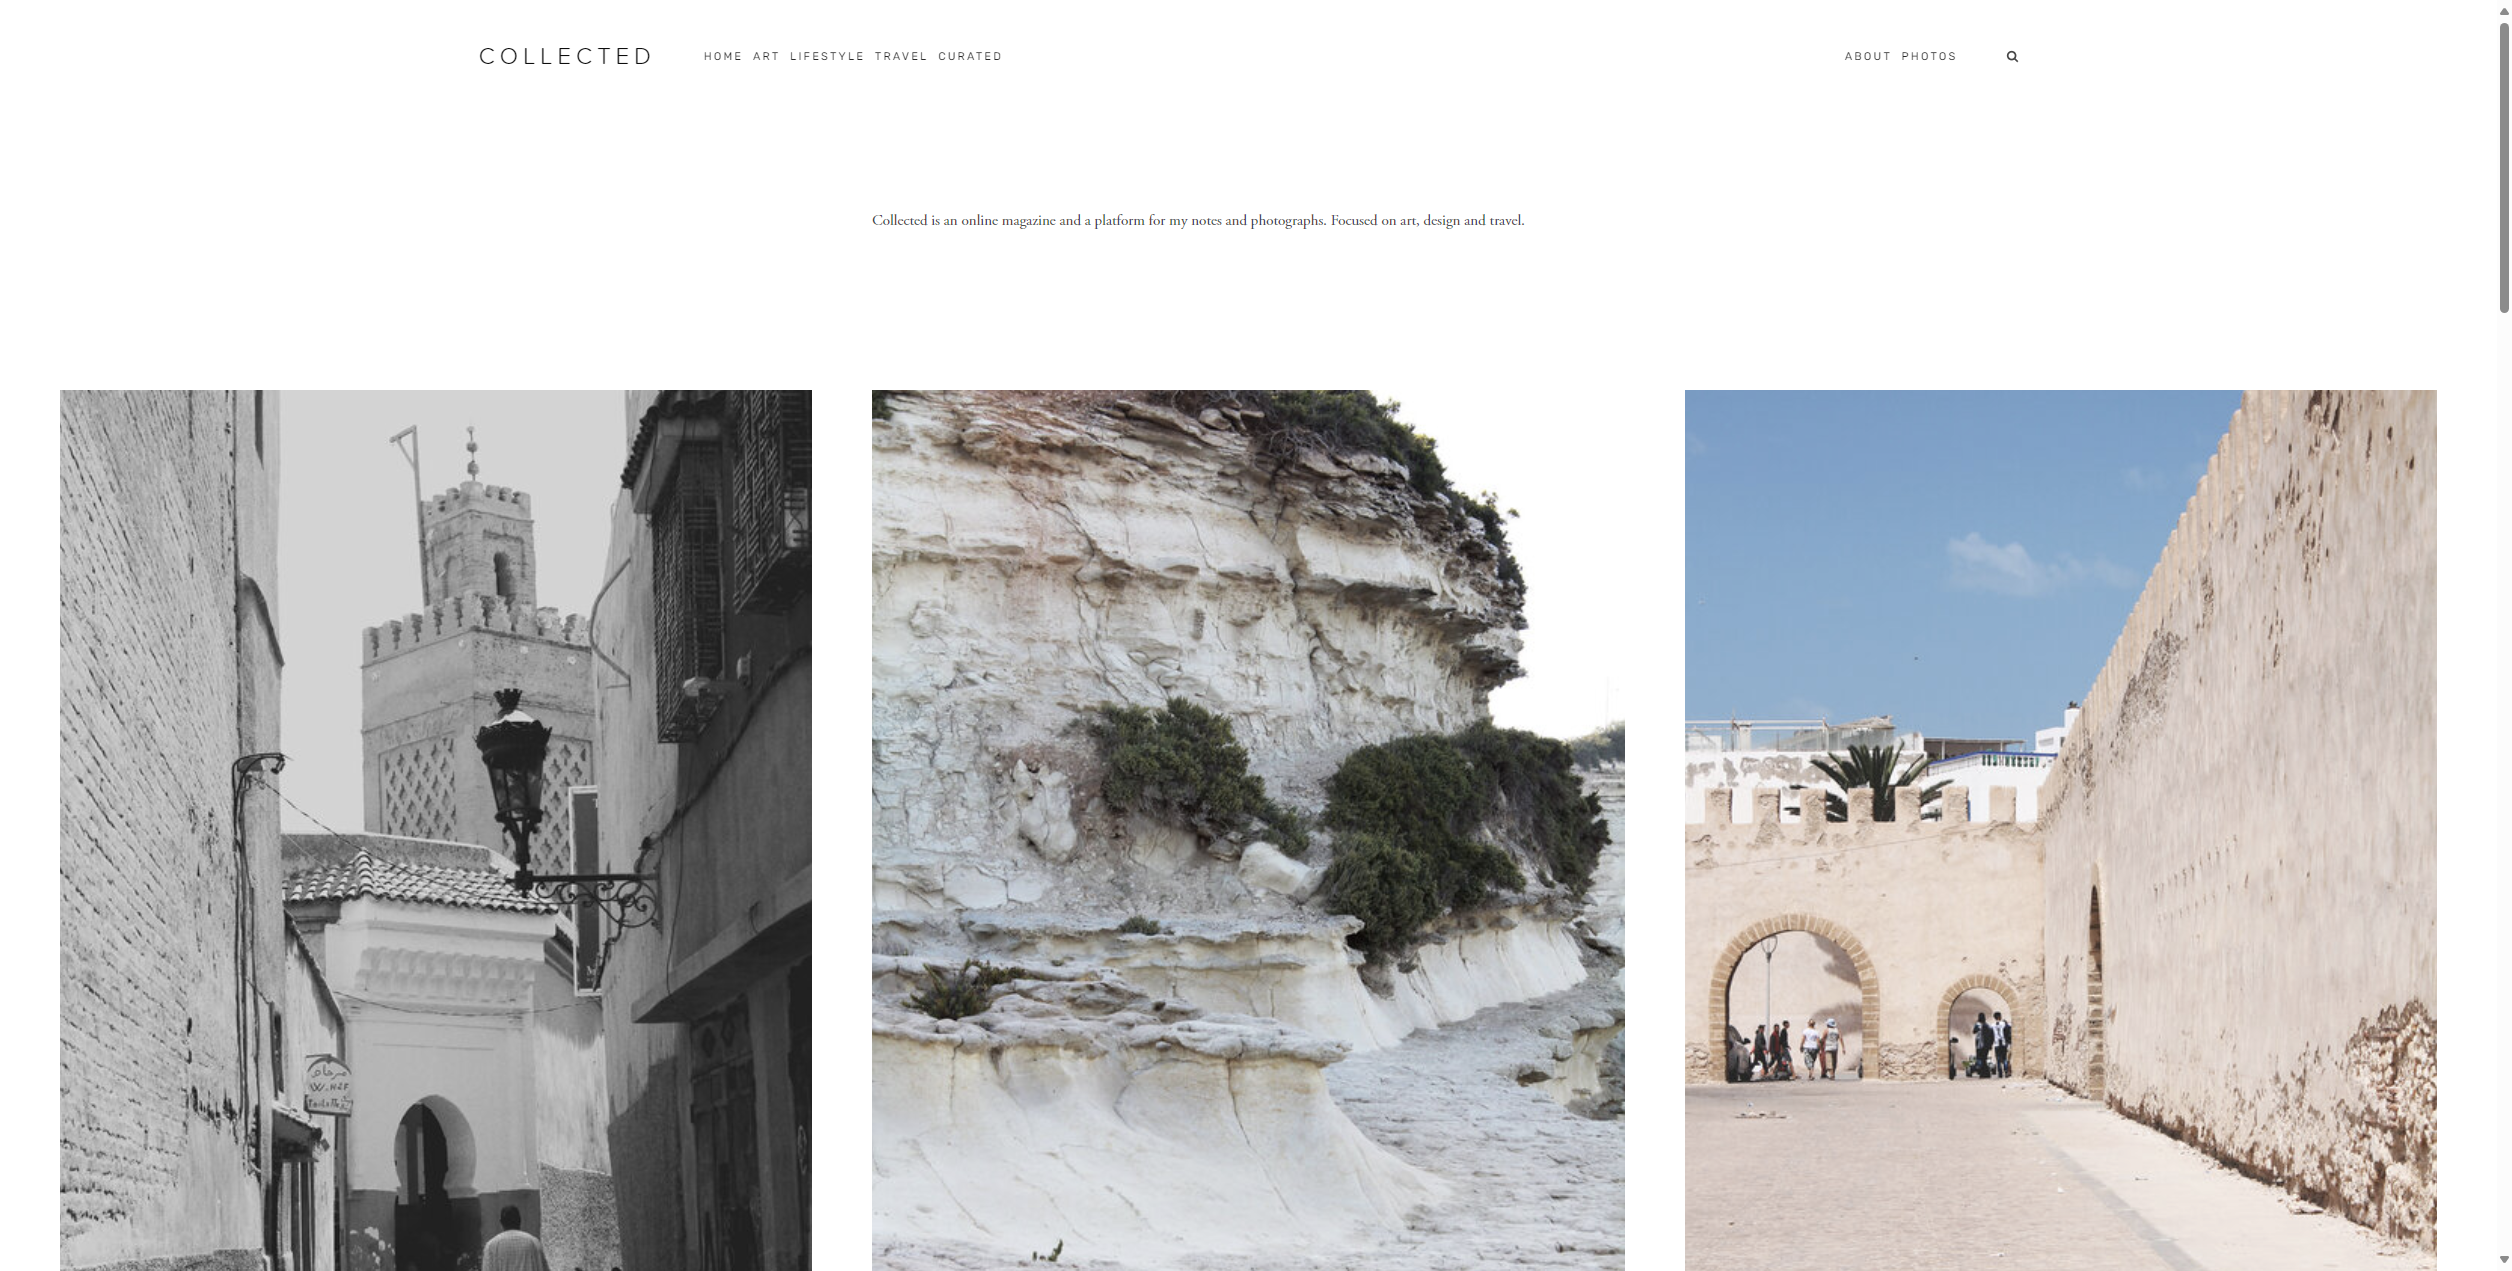 COLLECTED
HOME ART LIFESTYLE TRAVEL CURATED
ABOUT PHOTOS
Collected is an online magazine and a platform for my notes and photographs. Focused on art, design and travel.